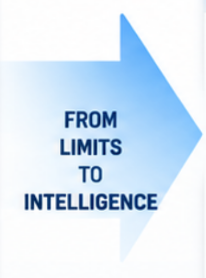 FROM
LIMITS
TO
INTELLIGENCE